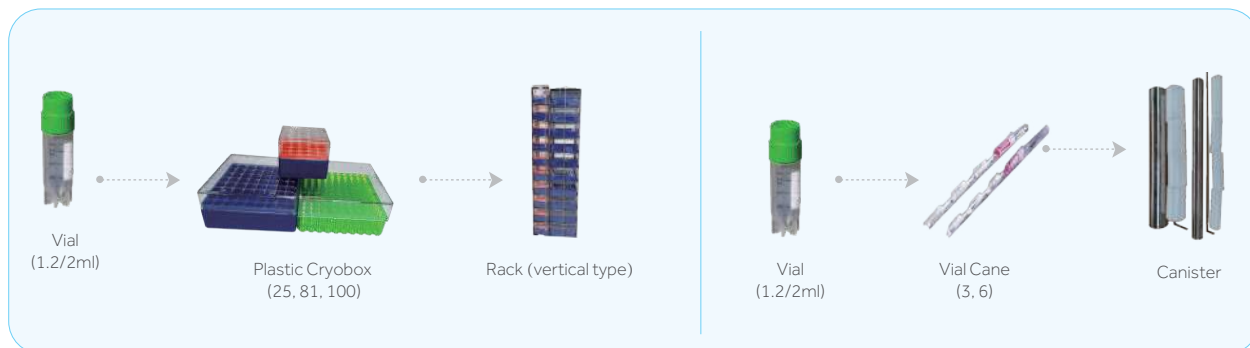 Vial
(1.2/2ml)
Plastic Cryobox
(25, 81, 100)
Rack (vertical type)
Vial
(1.2/2ml)
Vial Cane
(3, 6)
Canister